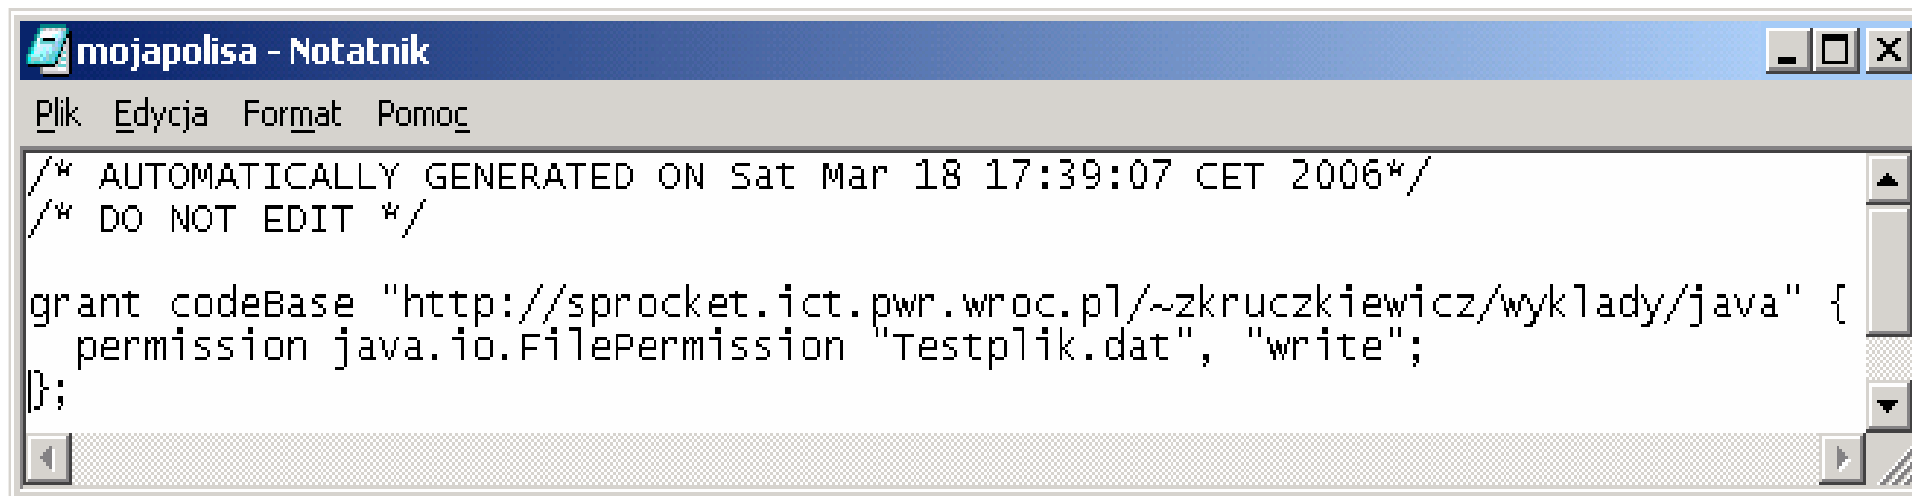 mojapolisa - Notatnik
Plik Edycja Format Pomoc
/* AUTOMATICALLY GENERATED ON Sat Mar 18 17:39:07 CET 2006*/
/* DO NOT EDIT */
grant codeBase "http://sprocket.ict.pwr.wroc.pl/~zkruczkiewicz/wyklady/java" {
permission java.io.FilePermission "Testplik.dat", "write";
};